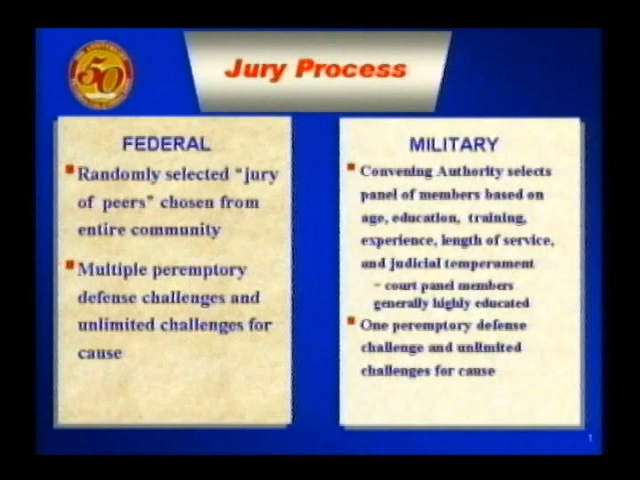 50
Jury Process
FEDERAL
Randomly selected "jury
of peers" chosen from
entire community
Multiple peremptory
defense challenges and
unlimited challenges for
cause
MILITARY
Convening Authority selects
panel of members based on
age, education, training,
experience, length of service,
and judicial temperament
- court panel members
generally highly educated
One peremptory defense
challenge and unlimited
challenges for cause
1